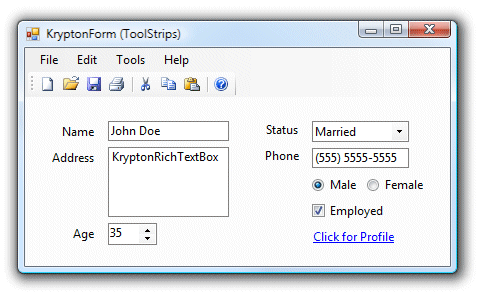 KryptonForm (ToolStrips)
File Edit Tools Help
Name John Doe Status Married
Address KryptonRichTextBox Phone (555) 5555-5555
Male Female
Employed
Age 35 Click for Profile